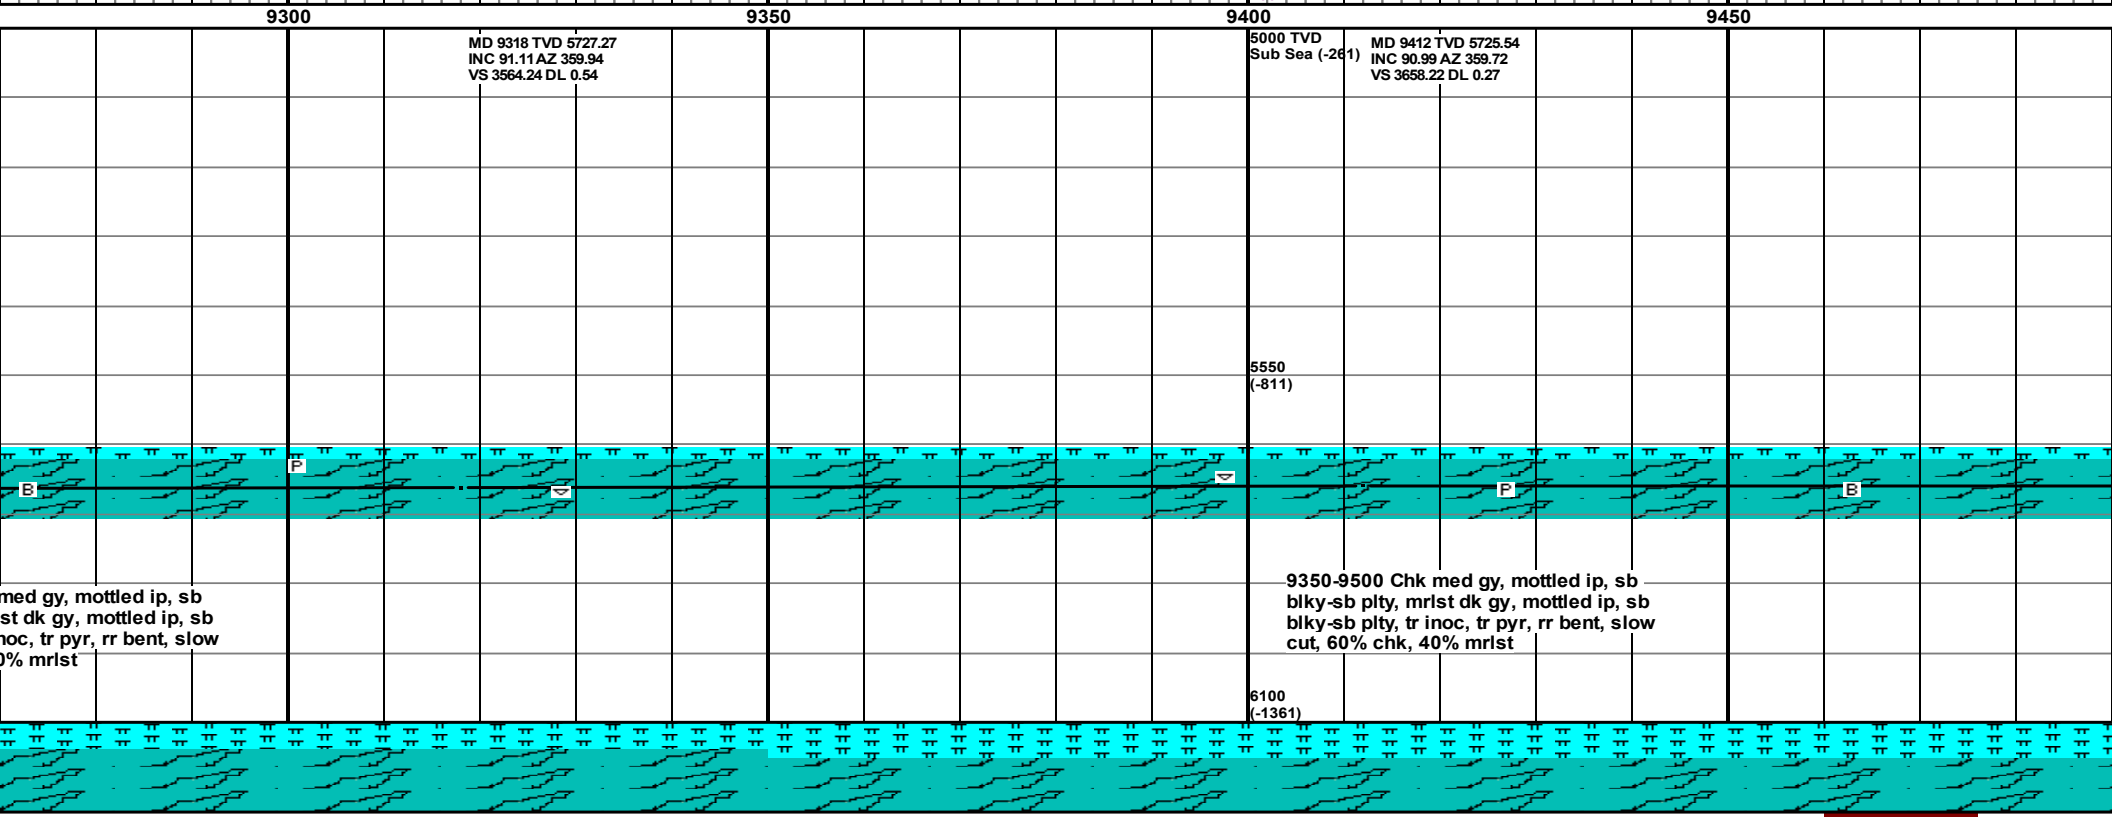 9300 9350 9400 9450
MD 9318 TVD 5727.27
INC 91.11 AZ 359.94
VS 3564.24 DL 0.54
5000 TVD
Sub Sea (-261)
MD 9412 TVD 5725.54
INC 90.99 AZ 359.72
VS 3658.22 DL 0.27
5550
(-811)
P
B
P
B
med gy, mottled ip, sb
st dk gy, mottled ip, sb
noc, tr pyr, rr bent, slow
0% mrlst
9350-9500 Chk med gy, mottled ip, sb
blky-sb plty, mrlst dk gy, mottled ip, sb
blky-sb plty, tr inoc, tr pyr, rr bent, slow
cut, 60% chk, 40% mrlst
6100
(-1361)